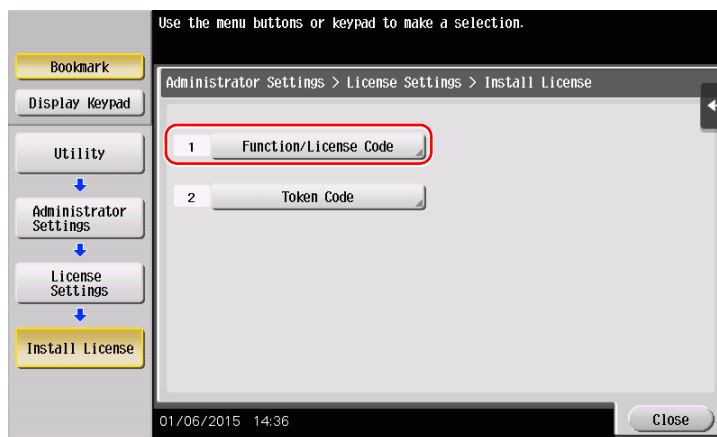 Use the menu buttons or keypad to make a selection.
Bookmark
Display Keypad
Utility
Administrator
Settings
License
Settings
Install License
Administrator Settings > License Settings > Install License
1 Function/License Code
2 Token Code
01/06/2015 14:36
Close